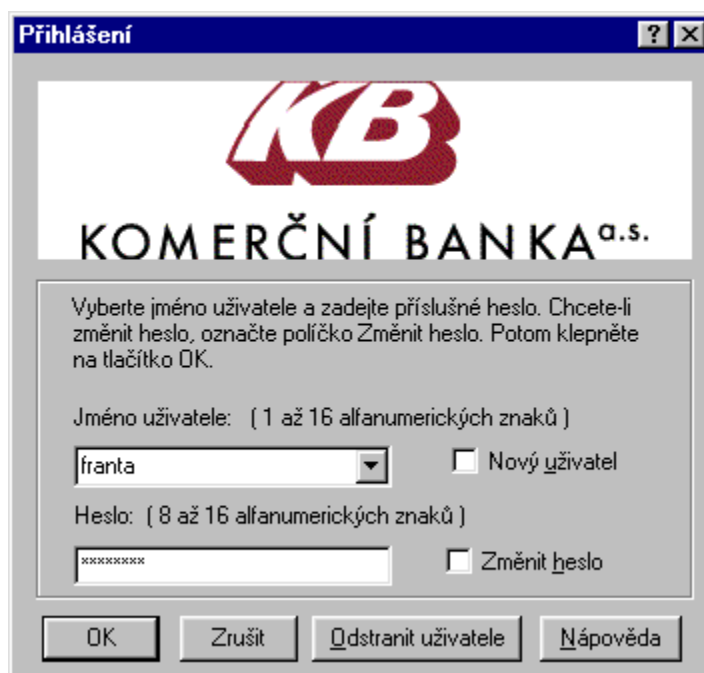 Přihlášení
KB
KOMERČNÍ BANKA a.s.
Vyberte jméno uživatele a zadejte příslušné heslo. Chcete-li
změnit heslo, označte políčko Změnit heslo. Potom klepněte
na tlačítko OK.
Jméno uživatele: ( 1 až 16 alfanumerických znaků )
franta
Nový uživatel
Heslo: ( 8 až 16 alfanumerických znaků )
********
Změnit heslo
OK Zrušit Odstranit uživatele Nápověda